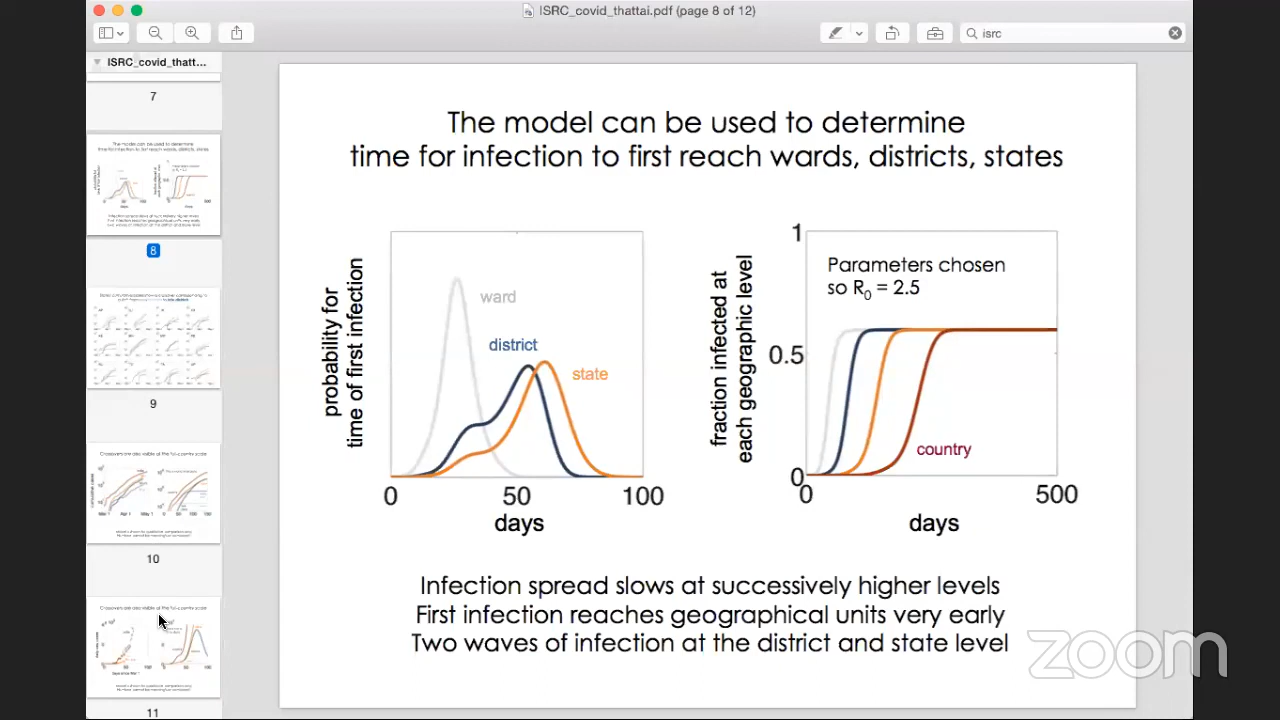 ISRC_covid_thattai.pdf (page 8 of 12)
isrc
ISRC_covid_thatt...
7
8
9
10
11
The model can be used to determine
time for infection to first reach wards, districts, states
probability for
time of first infection
ward
district
state
0
50
100
days
fraction infected at
each geographic level
1
0.5
0
Parameters chosen
so R0 = 2.5
country
0
500
days
Infection spread slows at successively higher levels
First infection reaches geographical units very early
Two waves of infection at the district and state level
zoom